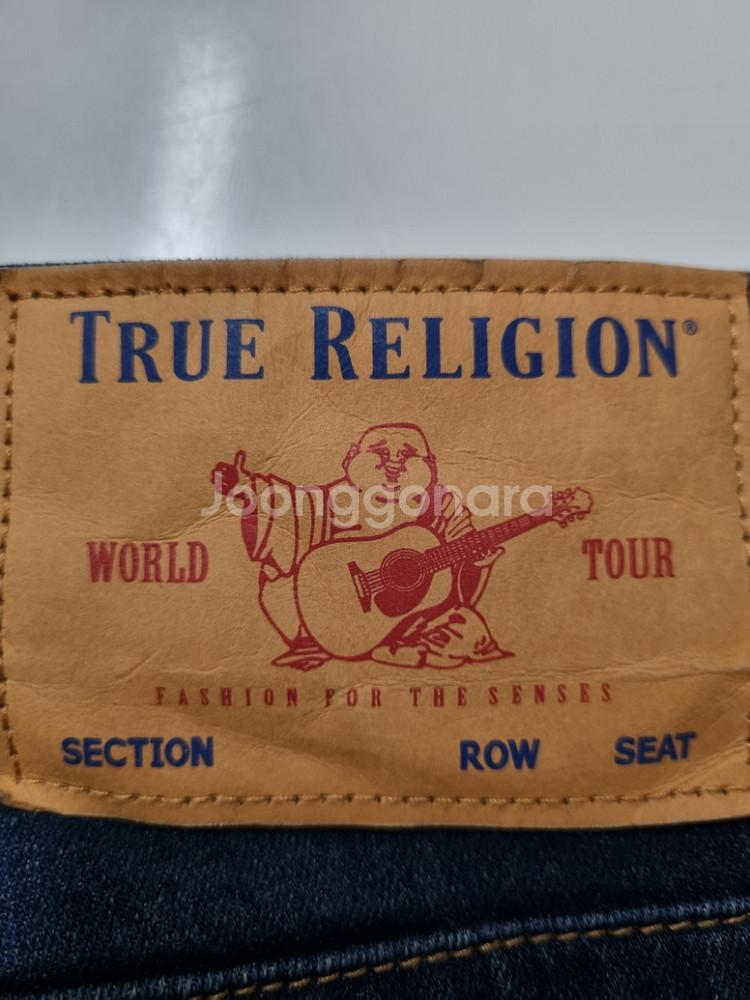 TRUE RELIGION®
Joonggonara
WORLD TOUR
FASHION FOR THE SENSES
SECTION ROW SEAT